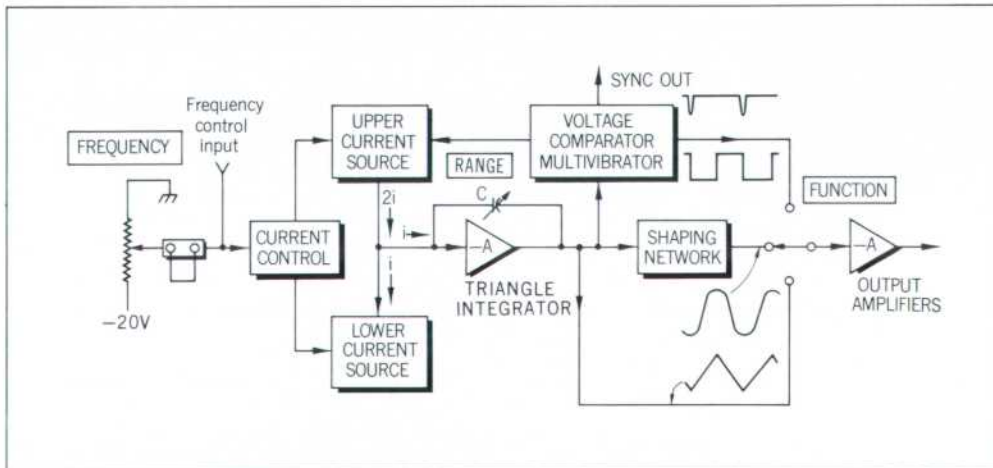 SYNC OUT
Frequency
control
input
FREQUENCY
UPPER
CURRENT
SOURCE
VOLTAGE
COMPARATOR
MULTIVIBRATOR
RANGE
C
2i
i
FUNCTION
CURRENT
CONTROL
–A
SHAPING
NETWORK
–A
TRIANGLE
INTEGRATOR
i
OUTPUT
AMPLIFIERS
–20V
LOWER
CURRENT
SOURCE